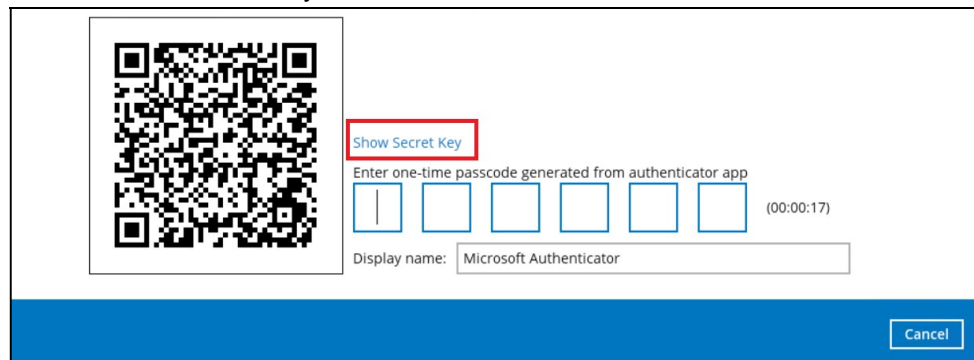 Show Secret Key
Enter one-time passcode generated from authenticator app
(00:00:17)
Display name: Microsoft Authenticator
Cancel